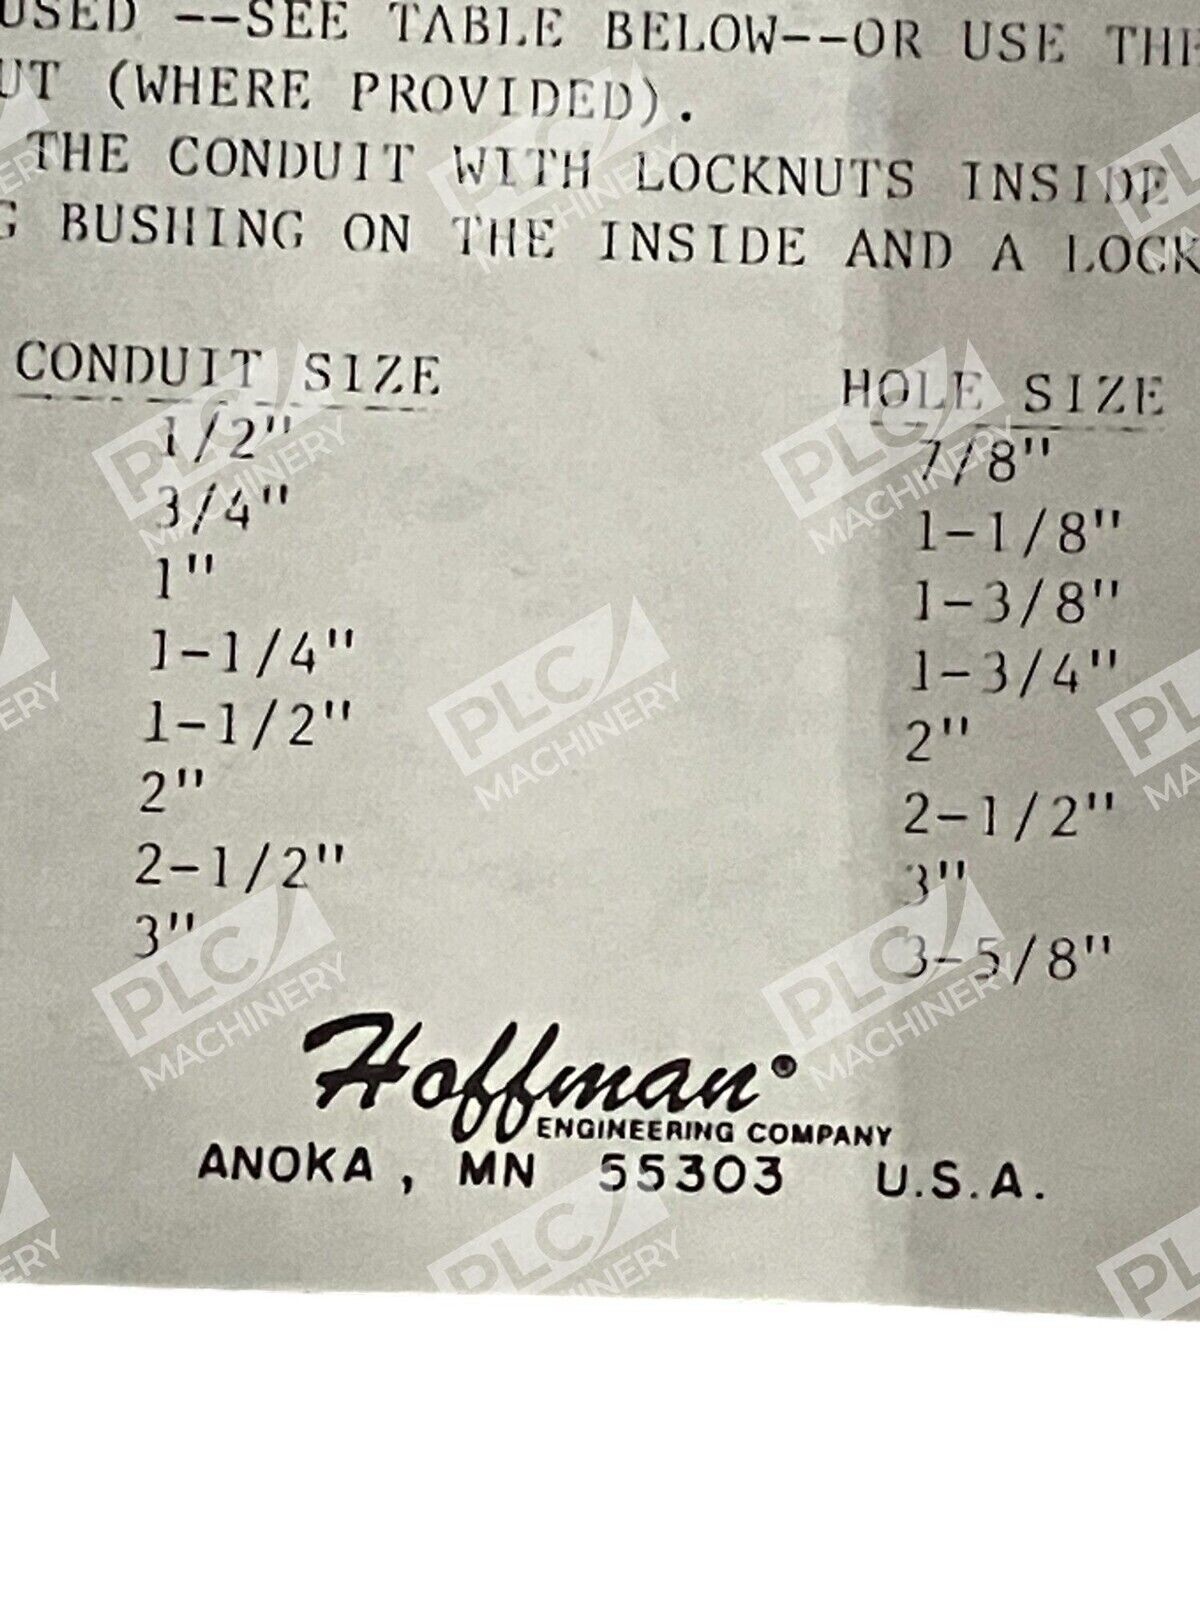 USED --SEE TABLE BELOW--OR USE THE
UT (WHERE PROVIDED).
THE CONDUIT WITH LOCKNUTS INSIDE
G BUSHING ON THE INSIDE AND A LOCK
CONDUIT SIZE HOLE SIZE
1/2" 7/8"
3/4" 1-1/8"
1" 1-3/8"
1-1/4" 1-3/4"
1-1/2" 2"
2" 2-1/2"
2-1/2" 3"
3" 3-5/8"
Hoffman®
ENGINEERING COMPANY
ANOKA, MN 55303 U.S.A.
PLC
MACHINERY